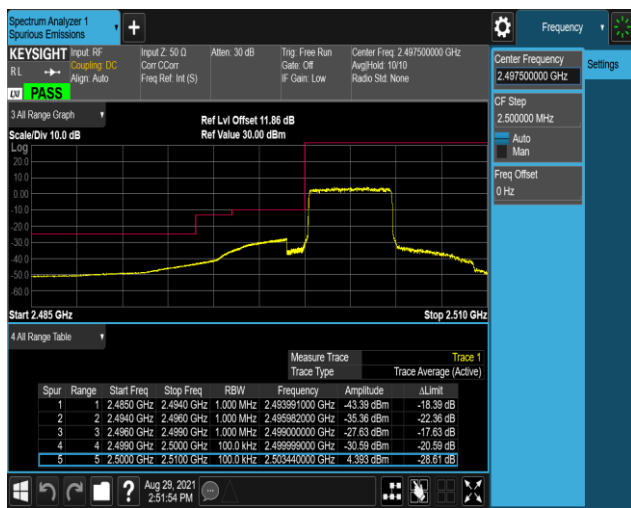 Spectrum Analyzer 1
Spurious Emissions
Frequency
KEYSIGHT Input: RF Input Z: 50 Ω Atten: 30 dB Trig: Free Run Center Freq: 2.497500000 GHz
RL Coupling: DC Corr CCorr Gate: Off Avg|Hold: 10/10
Align: Auto Freq Ref: Int (S) IF Gain: Low Radio Std: None
LXI PASS
Center Frequency
2.497500000 GHz
Settings
CF Step
2.500000 MHz
Auto
Man
Freq Offset
0 Hz
3 All Range Graph
Ref Lvl Offset 11.86 dB
Scale/Div 10.0 dB Ref Value 30.00 dBm
Log
20.0
10.0
0.00
-10.0
-20.0
-30.0
-40.0
-50.0
-60.0
Start 2.485 GHz Stop 2.510 GHz
4 All Range Table
Measure Trace Trace 1
Trace Type Trace Average (Active)
Spur Range Start Freq Stop Freq RBW Frequency Amplitude ΔLimit
1 1 2.4850 GHz 2.4940 GHz 1.000 MHz 2.493991000 GHz -43.39 dBm -18.39 dB
2 2 2.4940 GHz 2.4960 GHz 1.000 MHz 2.495982000 GHz -35.36 dBm -22.36 dB
3 3 2.4960 GHz 2.4990 GHz 1.000 MHz 2.499000000 GHz -27.63 dBm -17.63 dB
4 4 2.4990 GHz 2.5000 GHz 100.0 kHz 2.499999000 GHz -30.59 dBm -20.59 dB
5 5 2.5000 GHz 2.5100 GHz 100.0 kHz 2.503440000 GHz 4.393 dBm -28.61 dB
? Aug 29, 2021
2:51:54 PM